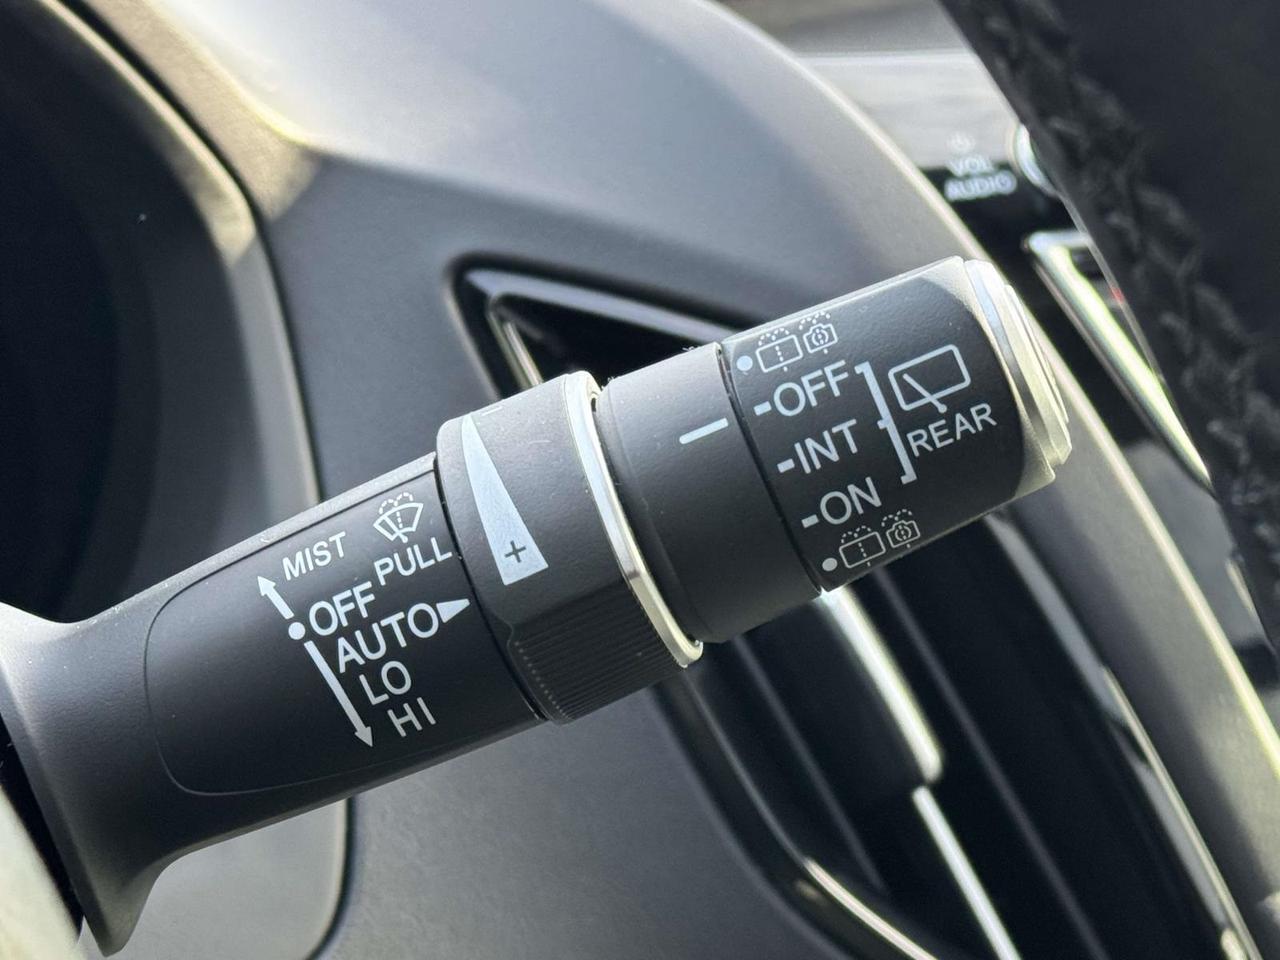 VOL
AUDIO
OFF
INT
ON
REAR
MIST
PULL
OFF
AUTO
LO
HI
- +